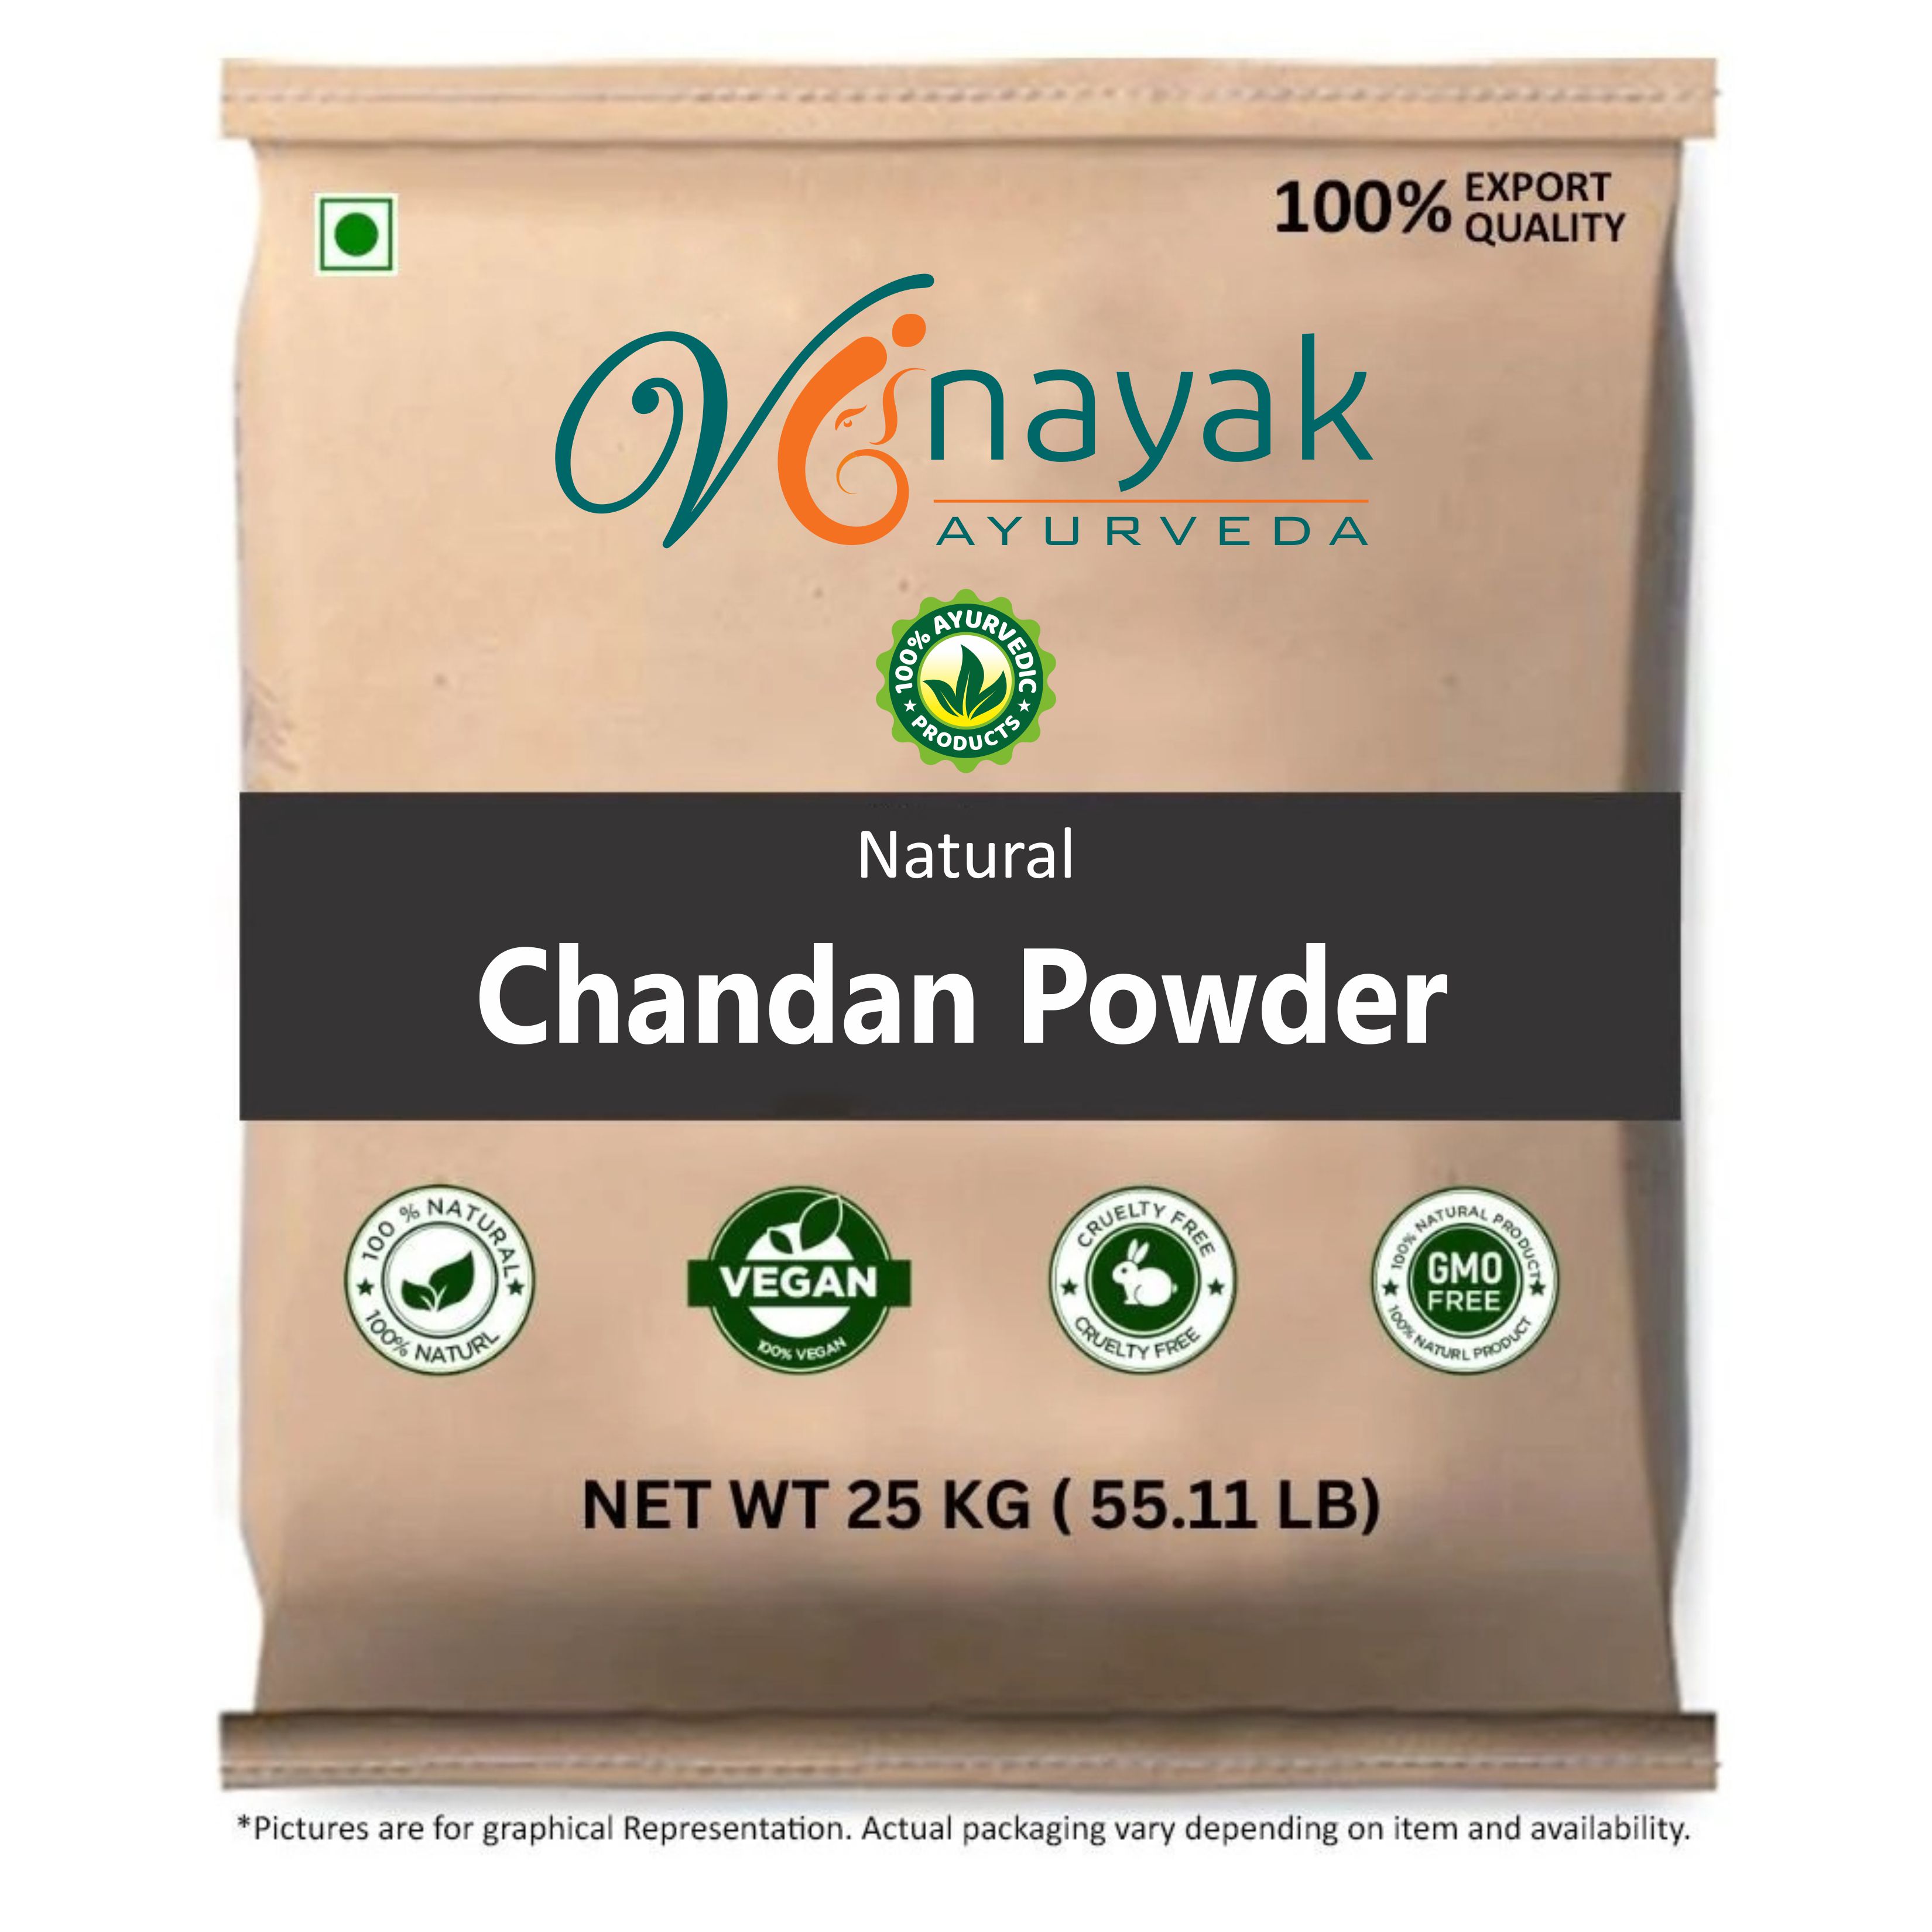 100% EXPORT
QUALITY
Vinayak
AYURVEDA
100% AYURVEDIC
PRODUCTS
Natural
Chandan Powder
100 % NATURAL
100% NATURL
VEGAN
100% VEGAN
CRUELTY FREE
CRUELTY FREE
100% NATURAL PRODUCT
GMO
FREE
100% NATURL PRODUCT
NET WT 25 KG ( 55.11 LB)
*Pictures are for graphical Representation. Actual packaging vary depending on item and availability.